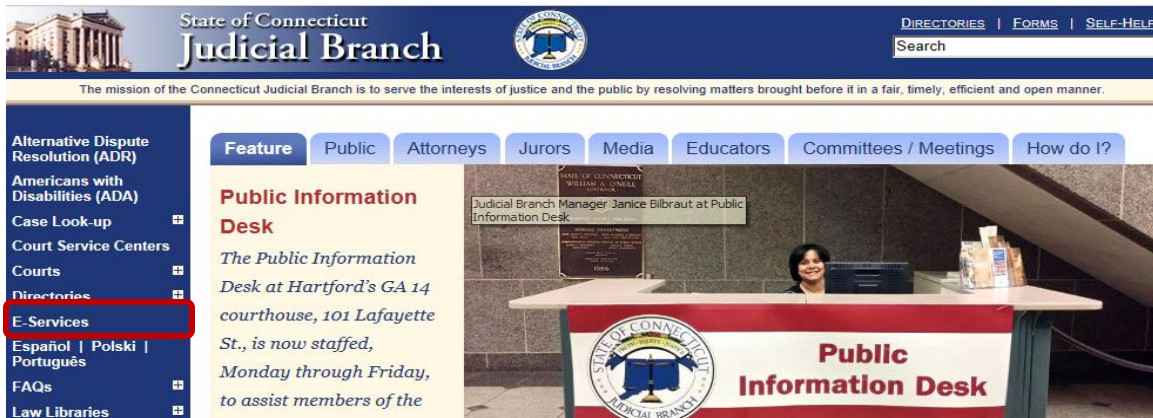 State of Connecticut
Judicial Branch
DIRECTORIES | FORMS | SELF-HELP
Search
The mission of the Connecticut Judicial Branch is to serve the interests of justice and the public by resolving matters brought before it in a fair, timely, efficient and open manner.
Alternative Dispute
Resolution (ADR)
Americans with
Disabilities (ADA)
Case Look-up
Court Service Centers
Courts
Directories
E-Services
Español | Polski |
Português
FAQs
Law Libraries
Feature
Public
Attorneys
Jurors
Media
Educators
Committees / Meetings
How do I?
Public Information
Desk
The Public Information
Desk at Hartford's GA 14
courthouse, 101 Lafayette
St., is now staffed,
Monday through Friday,
to assist members of the
STATE OF CONNECTICUT
WILLIAM A. O'NEILL
GOVERNOR
Judicial Branch Manager Janice Bilbraut at Public
Information Desk
1986
STATE OF CONNECTICUT
JUDICIAL BRANCH
Public
Information Desk